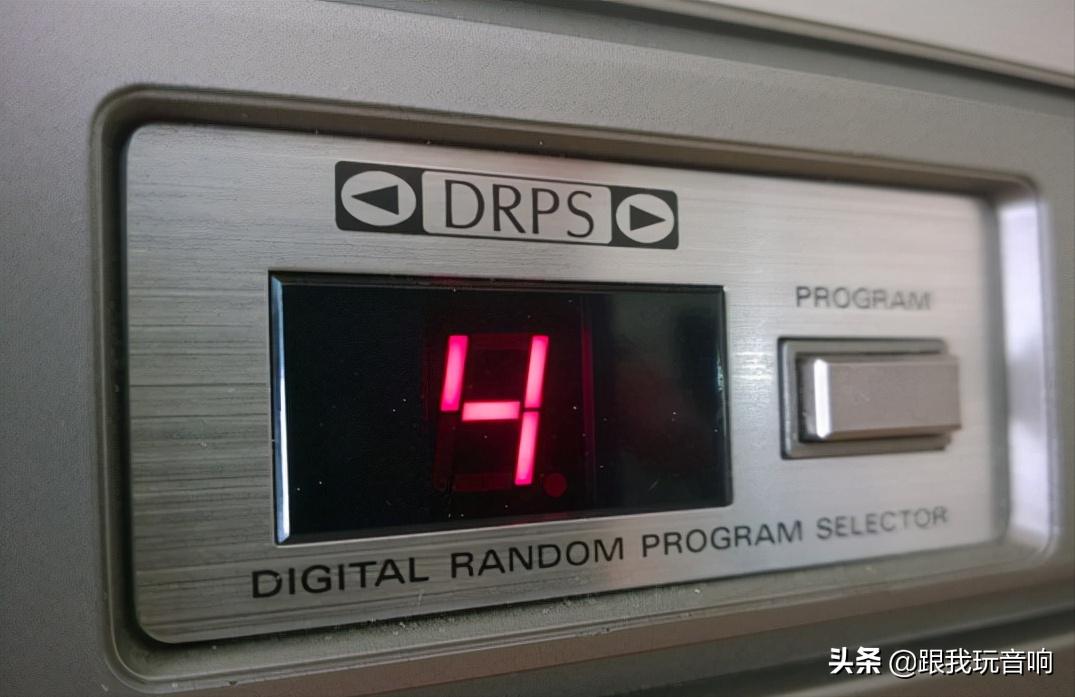 DRPS
PROGRAM
4
DIGITAL RANDOM PROGRAM SELECTOR
头条 @跟我玩音响